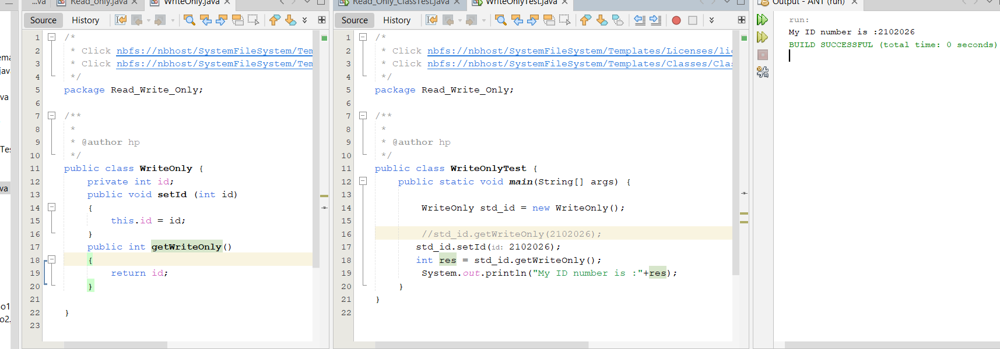 ...va Read_only.java WriteOnly.java
Source History
1 /*
2 * Click nbfs://nbhost/SystemFileSystem/Tem
3 * Click nbfs://nbhost/SystemFileSystem/Tem
4 */
5 package Read_Write_Only;
6
7 /**
8 *
9 * @author hp
10 */
11 public class WriteOnly {
12 private int id;
13 public void setId (int id)
14 {
15 this.id = id;
16 }
17 public int getWriteOnly()
18 {
19 return id;
20 }
21
22 }
23
Read_Only_ClassTest.java WriteOnlyTest.java
Source History
1 /*
2 * Click nbfs://nbhost/SystemFileSystem/Templates/Licenses/lic
3 * Click nbfs://nbhost/SystemFileSystem/Templates/Classes/Clas
4 */
5 package Read_Write_Only;
6
7 /**
8 *
9 * @author hp
10 */
11 public class WriteOnlyTest {
12 public static void main(String[] args) {
13
14 WriteOnly std_id = new WriteOnly();
15
16 //std_id.getWriteOnly(2102026);
17 std_id.setId(id: 2102026);
18 int res = std_id.getWriteOnly();
19 System.out.println("My ID number is :"+res);
20 }
21 }
22
Output - ANT (run)
run:
My ID number is :2102026
BUILD SUCCESSFUL (total time: 0 seconds)